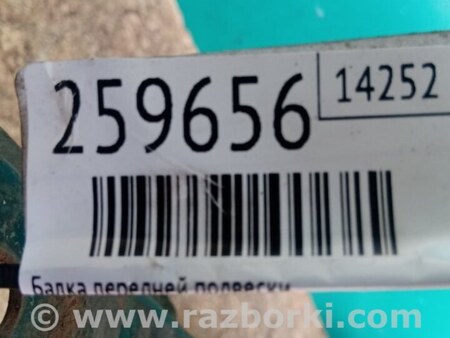 259656
14252
Балка передней подвески
www.razborki.com